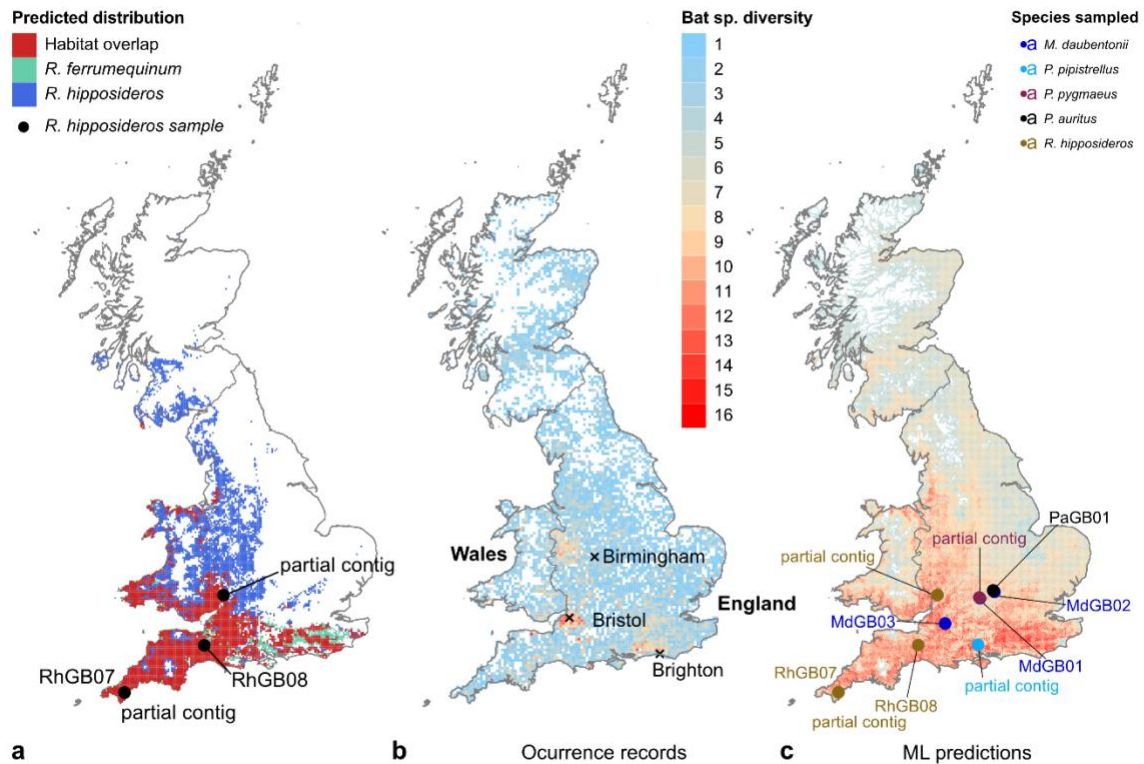 Predicted distribution
Habitat overlap
R. ferrumequinum
R. hipposideros
R. hipposideros sample
partial contig
RhGB07
RhGB08
partial contig
a
Bat sp. diversity
1
2
3
4
5
6
7
8
9
10
11
12
13
14
15
16
Wales
Birmingham
England
Bristol
Brighton
b
Ocurrence records
Species sampled
a M. daubentonii
a P. pipistrellus
a P. pygmaeus
a P. auritus
a R. hipposideros
PaGB01
partial contig
partial contig
MdGB02
MdGB03
MdGB01
RhGB07
RhGB08
partial contig
partial contig
c
ML predictions